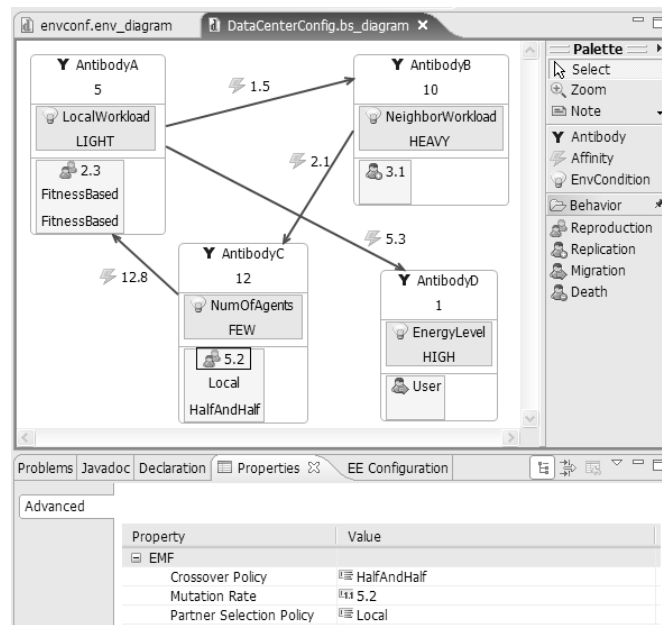 envconf.env_diagram
DataCenterConfig.bs_diagram
AntibodyA
5
LocalWorkload
LIGHT
2.3
FitnessBased
FitnessBased
1.5
AntibodyB
10
NeighborWorkload
HEAVY
3.1
2.1
5.3
12.8
AntibodyC
12
NumOfAgents
FEW
5.2
Local
HalfAndHalf
AntibodyD
1
EnergyLevel
HIGH
User
Palette
Select
Zoom
Note
Antibody
Affinity
EnvCondition
Behavior
Reproduction
Replication
Migration
Death
Problems Javadoc Declaration Properties EE Configuration
Advanced
Property Value
EMF
Crossover Policy HalfAndHalf
Mutation Rate 5.2
Partner Selection Policy Local